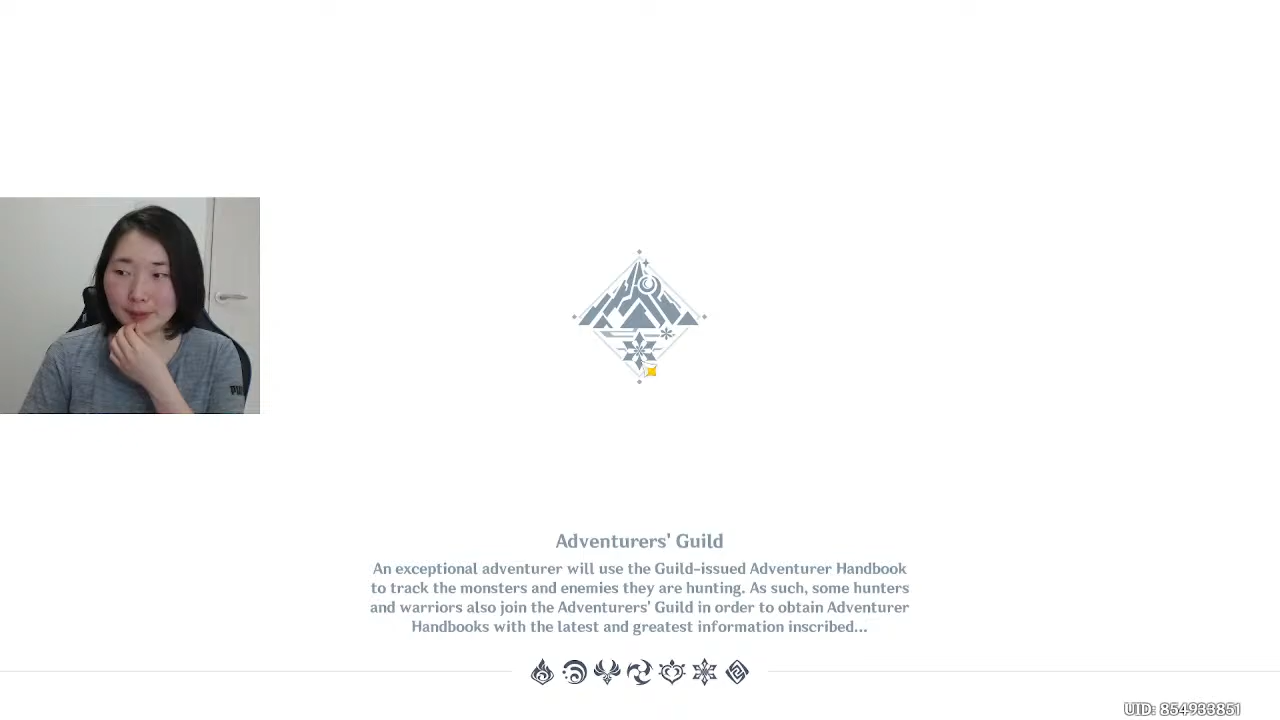 Adventurers' Guild
An exceptional adventurer will use the Guild-issued Adventurer Handbook
to track the monsters and enemies they are hunting. As such, some hunters
and warriors also join the Adventurers' Guild in order to obtain Adventurer
Handbooks with the latest and greatest information inscribed...
UID: 854933851